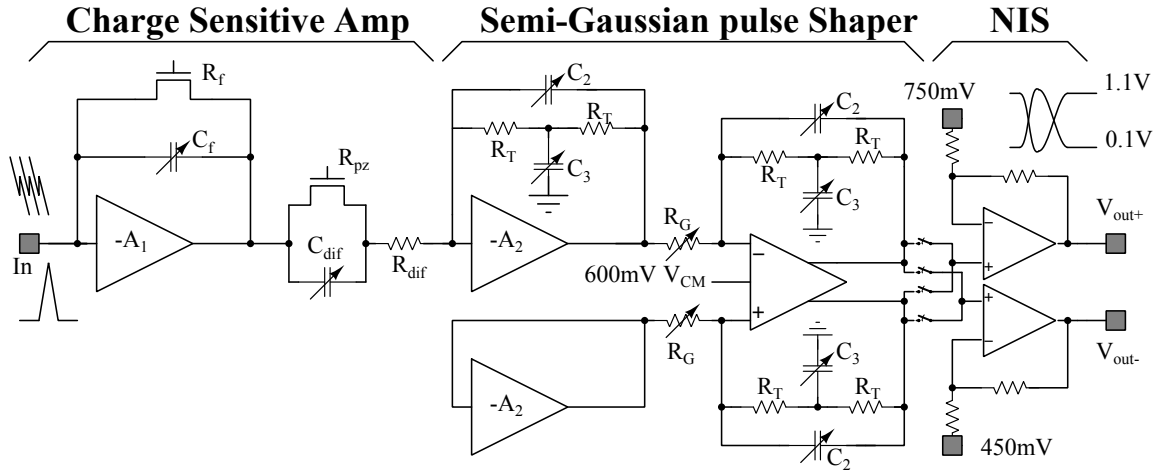 Charge Sensitive Amp
Semi-Gaussian pulse Shaper
NIS
Rf
Cf
-A1
In
Rpz
Cdif
Rdif
C2
RT
RT
C3
-A2
RG
600mV VCM
-A2
RG
C2
RT
RT
C3
−
+
C3
RT
RT
C2
750mV
1.1V
0.1V
−
+
Vout+
+
−
Vout-
450mV